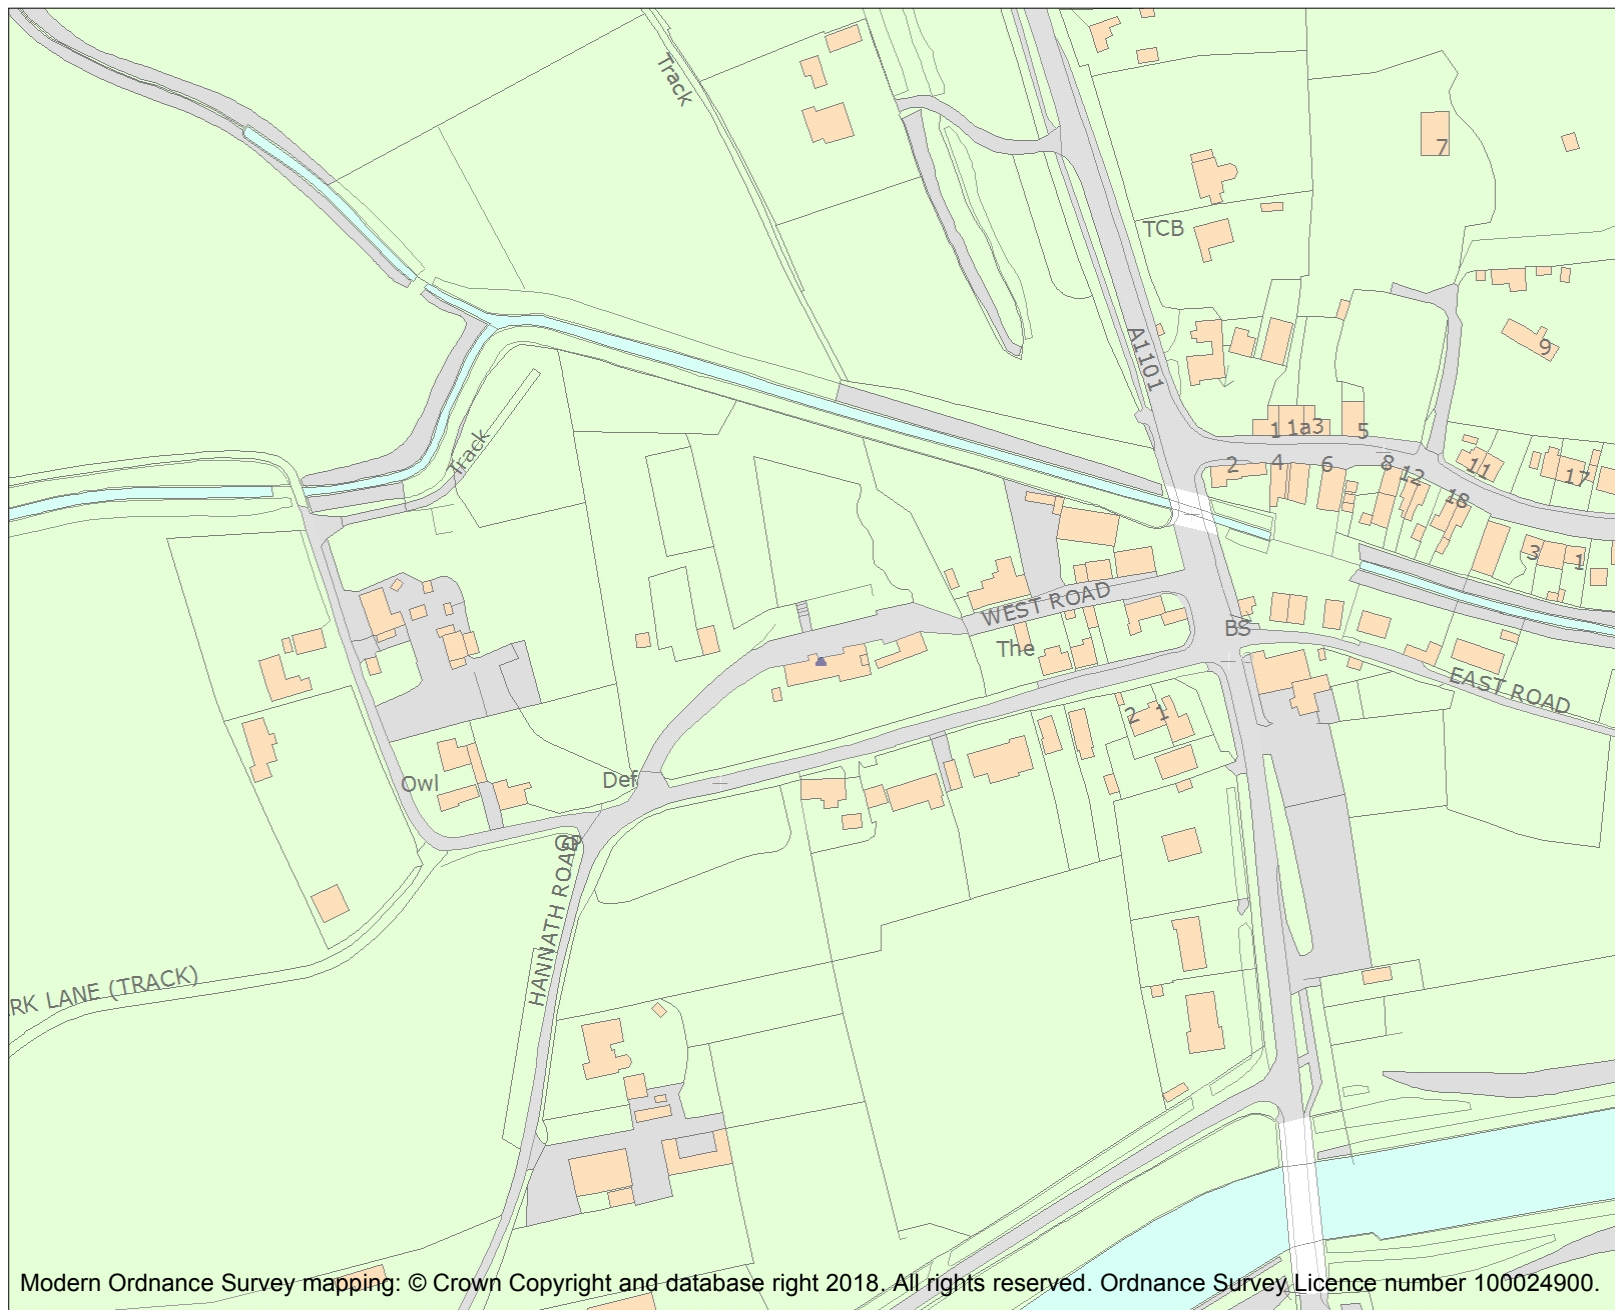 Track
7
TCB
9
A1101
1
1a
3
5
Track
2
4
6
8
12
11
17
18
3
1
WEST ROAD
BS
The
EAST ROAD
2
1
Def
Owl
GP
HANNATH ROAD
RK LANE (TRACK)
Modern Ordnance Survey mapping: © Crown Copyright and database right 2018. All rights reserved. Ordnance Survey Licence number 100024900.